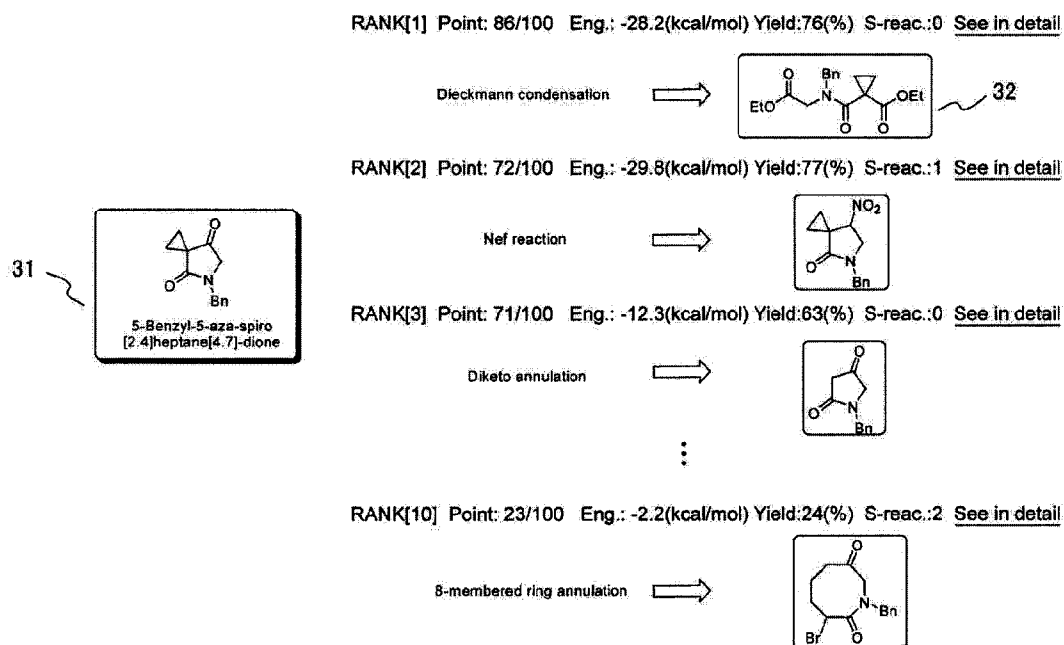 RANK[1] Point: 86/100 Eng.: -28.2(kcal/mol) Yield:76(%) S-reac.:0 See in detail
Dieckmann condensation
O
Bn
EtO
N
OEt
O
O
32
RANK[2] Point: 72/100 Eng.: -29.8(kcal/mol) Yield:77(%) S-reac.:1 See in detail
Nef reaction
NO2
O
N
Bn
31
O
O
N
Bn
5-Benzyl-5-aza-spiro
[2.4]heptane[4.7]-dione
RANK[3] Point: 71/100 Eng.: -12.3(kcal/mol) Yield:63(%) S-reac.:0 See in detail
Diketo annulation
O
O
N
Bn
⋮
RANK[10] Point: 23/100 Eng.: -2.2(kcal/mol) Yield:24(%) S-reac.:2 See in detail
8-membered ring annulation
O
N
Bn
Br
O